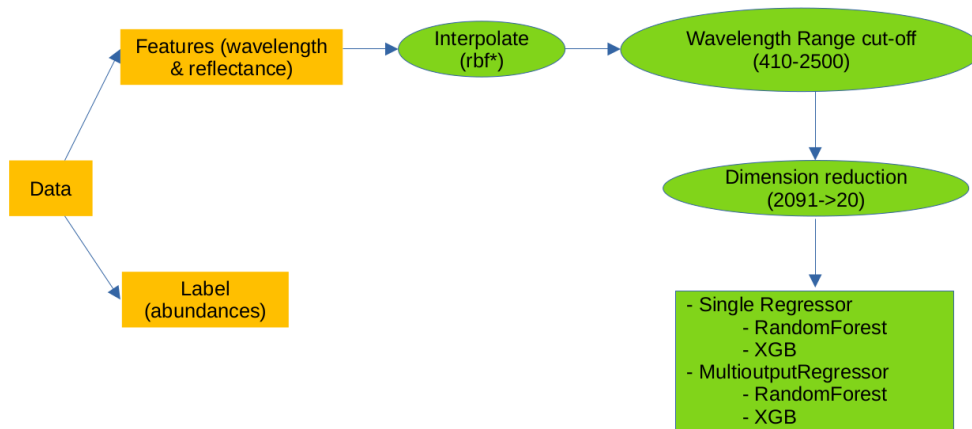 Features (wavelength
& reflectance)
Interpolate
(rbf*)
Wavelength Range cut-off
(410-2500)
Data
Dimension reduction
(2091->20)
Label
(abundances)
- Single Regressor
- RandomForest
- XGB
- MultioutputRegressor
- RandomForest
- XGB